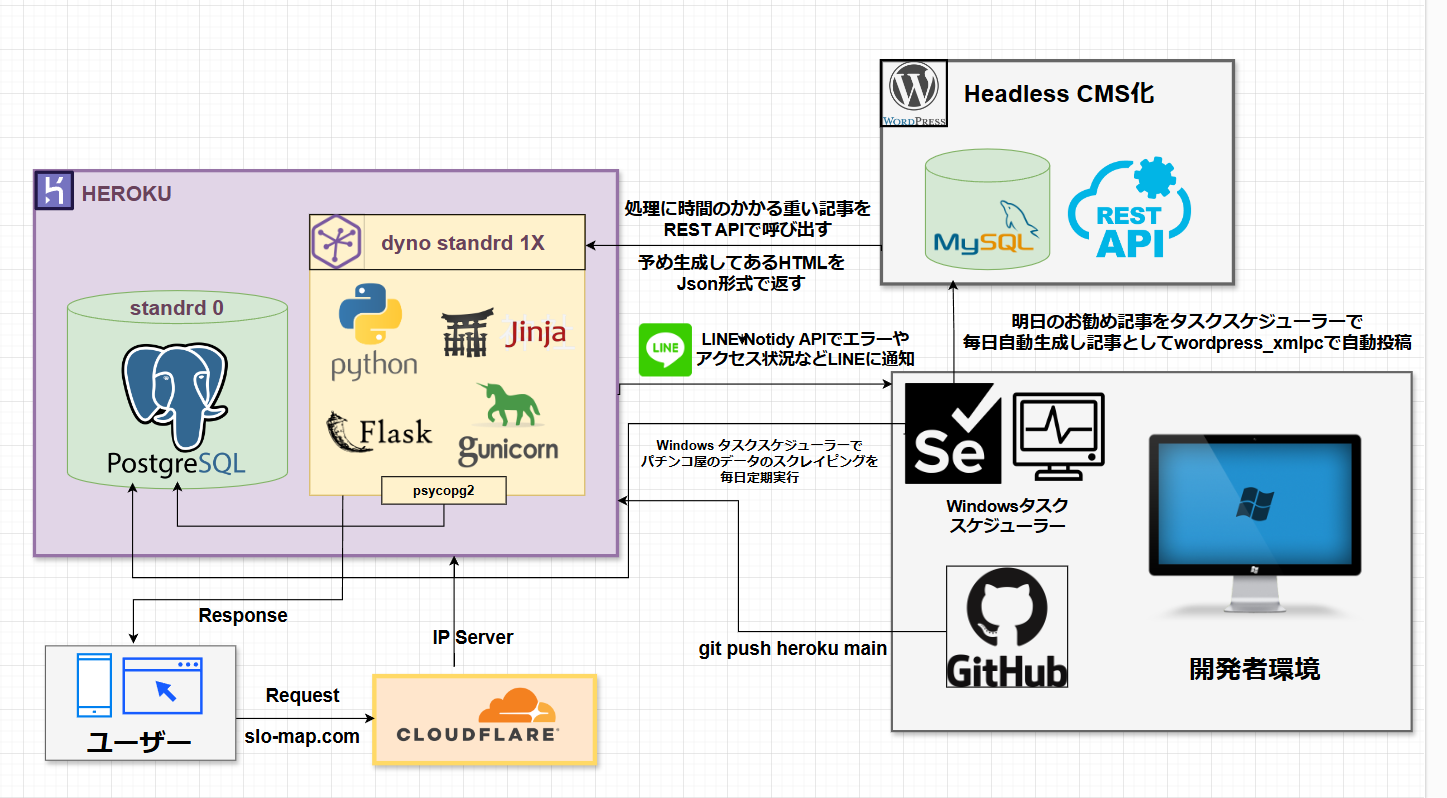 WORDPRESS
Headless CMS化
MySQL
REST
API
HEROKU
standrd 0
PostgreSQL
dyno standrd 1X
python
Jinja
Flask
gunicorn
psycopg2
処理に時間のかかる重い記事を
REST APIで呼び出す
予め生成してあるHTMLを
Json形式で返す
LINE
LINE Notidy APIでエラーや
アクセス状況などLINEに通知
明日のお勧め記事をタスクスケジューラーで
毎日自動生成し記事としてwordpress_xmlpcで自動投稿
Windows タスクスケジューラーで
パチンコ屋のデータのスクレイピングを
毎日定期実行
Se
Windowsタスク
スケジューラー
GitHub
開発者環境
git push heroku main
Response
IP Server
Request
slo-map.com
ユーザー
CLOUDFLARE